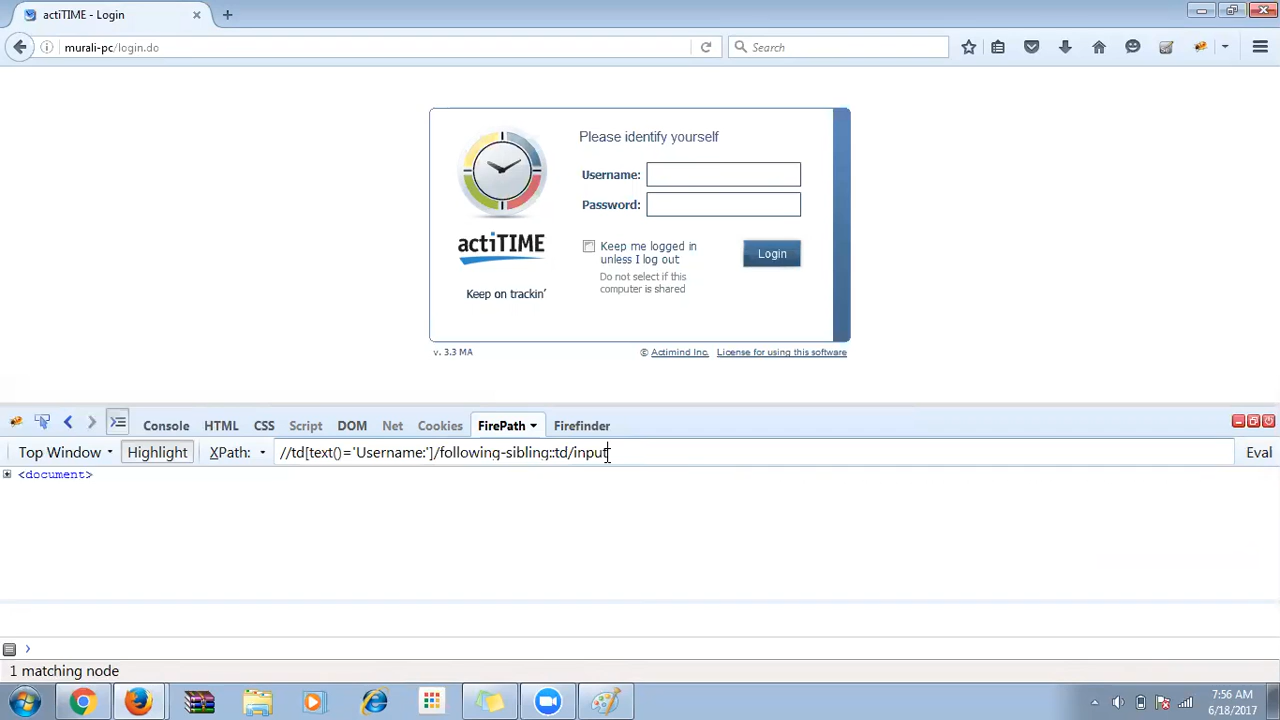 actiTIME - Login
murali-pc/login.do
Search
Please identify yourself
Username:
Password:
Keep me logged in
unless I log out
Login
Do not select if this
computer is shared
actiTIME
Keep on trackin'
v. 3.3 MA
© Actimind Inc.
License for using this software
Console
HTML
CSS
Script
DOM
Net
Cookies
FirePath
Firefinder
Top Window
Highlight
XPath:
//td[text()='Username:']/following-sibling::td/input
Eval
<document>
1 matching node
7:56 AM
6/18/2017